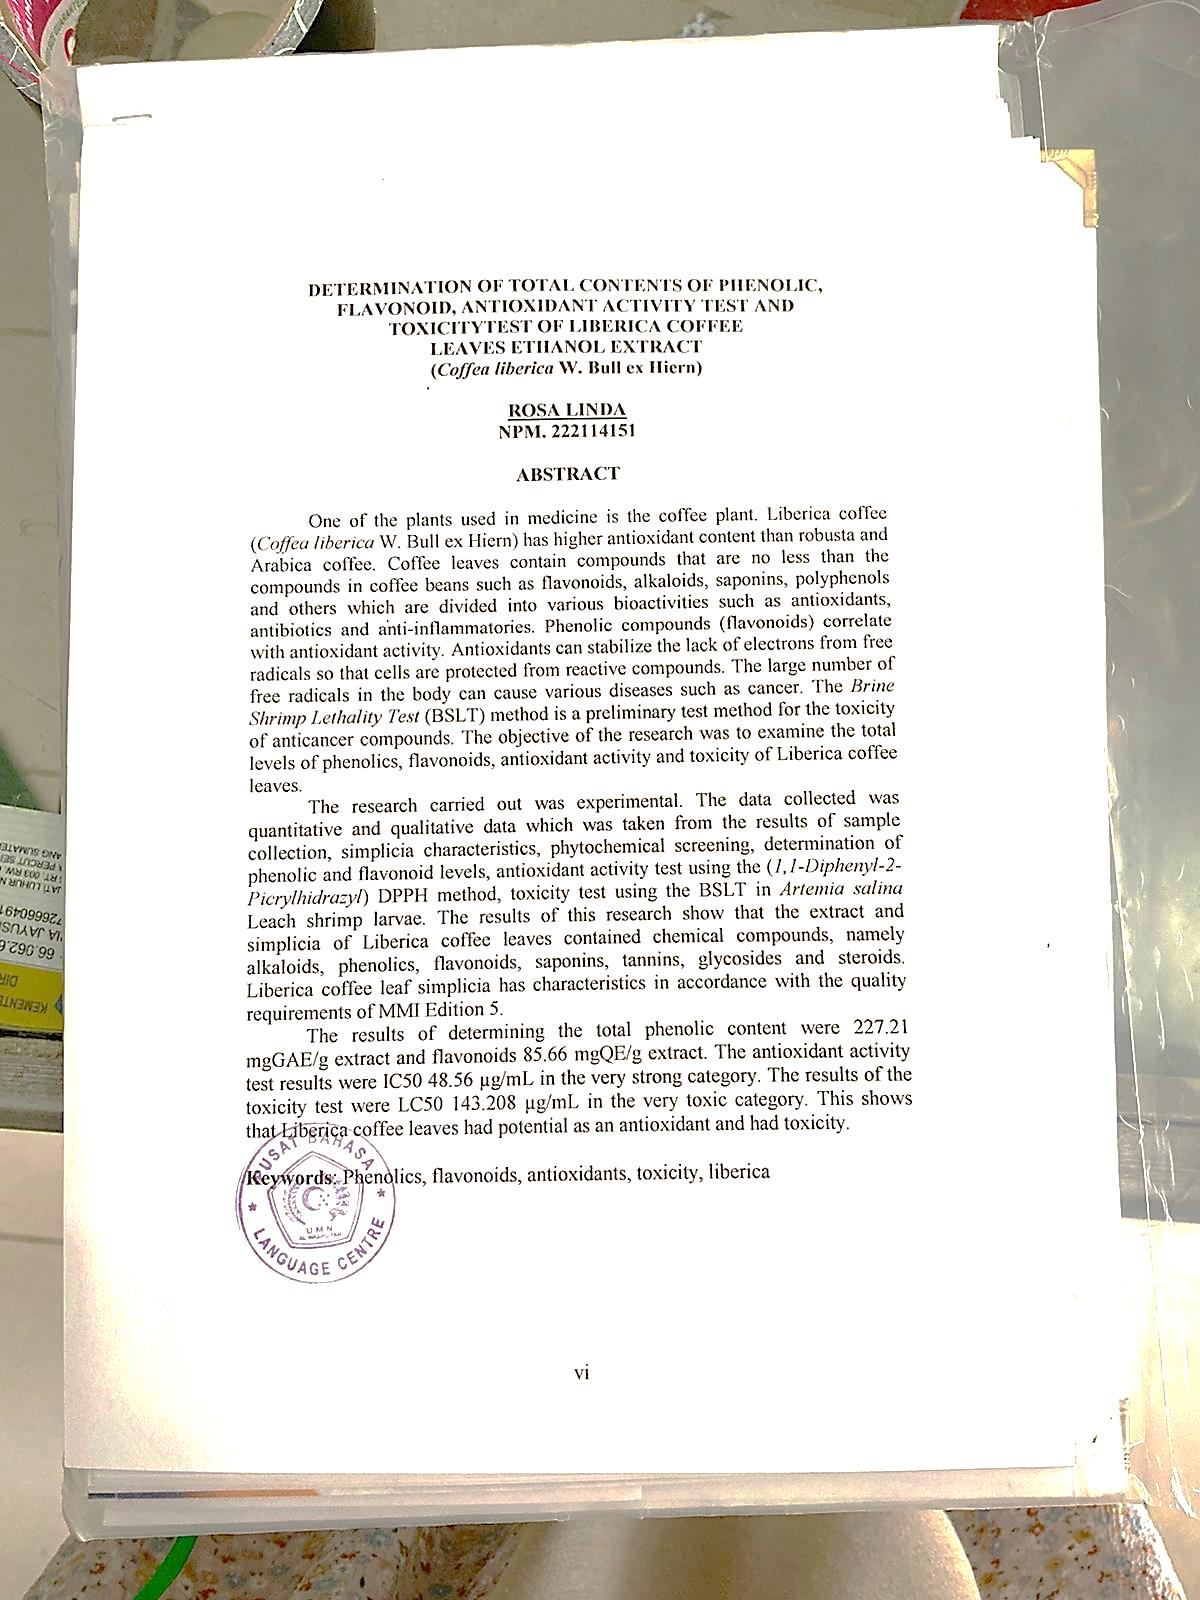 DETERMINATION OF TOTAL CONTENTS OF PHENOLIC,
FLAVONOID, ANTIOXIDANT ACTIVITY TEST AND
TOXICITYTEST OF LIBERICA COFFEE
LEAVES ETHANOL EXTRACT
(Coffea liberica W. Bull ex Hiern)
ROSA LINDA
NPM. 222114151
ABSTRACT
One of the plants used in medicine is the coffee plant. Liberica coffee
(Coffea liberica W. Bull ex Hiern) has higher antioxidant content than robusta and
Arabica coffee. Coffee leaves contain compounds that are no less than the
compounds in coffee beans such as flavonoids, alkaloids, saponins, polyphenols
and others which are divided into various bioactivities such as antioxidants,
antibiotics and anti-inflammatories. Phenolic compounds (flavonoids) correlate
with antioxidant activity. Antioxidants can stabilize the lack of electrons from free
radicals so that cells are protected from reactive compounds. The large number of
free radicals in the body can cause various diseases such as cancer. The Brine
Shrimp Lethality Test (BSLT) method is a preliminary test method for the toxicity
of anticancer compounds. The objective of the research was to examine the total
levels of phenolics, flavonoids, antioxidant activity and toxicity of Liberica coffee
leaves.
The research carried out was experimental. The data collected was
quantitative and qualitative data which was taken from the results of sample
collection, simplicia characteristics, phytochemical screening, determination of
phenolic and flavonoid levels, antioxidant activity test using the (1,1-Diphenyl-2-
Picrylhidrazyl) DPPH method, toxicity test using the BSLT in Artemia salina
Leach shrimp larvae. The results of this research show that the extract and
simplicia of Liberica coffee leaves contained chemical compounds, namely
alkaloids, phenolics, flavonoids, saponins, tannins, glycosides and steroids.
Liberica coffee leaf simplicia has characteristics in accordance with the quality
requirements of MMI Edition 5.
The results of determining the total phenolic content were 227.21
mgGAE/g extract and flavonoids 85.66 mgQE/g extract. The antioxidant activity
test results were IC50 48.56 µg/mL in the very strong category. The results of the
toxicity test were LC50 143.208 µg/mL in the very toxic category. This shows
that Liberica coffee leaves had potential as an antioxidant and had toxicity.
Keywords: Phenolics, flavonoids, antioxidants, toxicity, liberica
PUSAT BAHASA
UMN
LANGUAGE CENTRE
vi